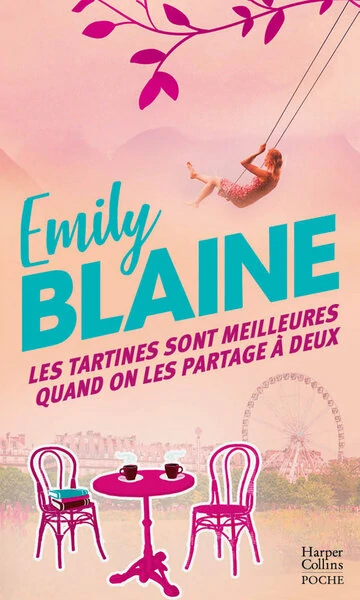 Emily
BLAINE
LES TARTINES SONT MEILLEURES
QUAND ON LES PARTAGE À DEUX
Harper
Collins
POCHE